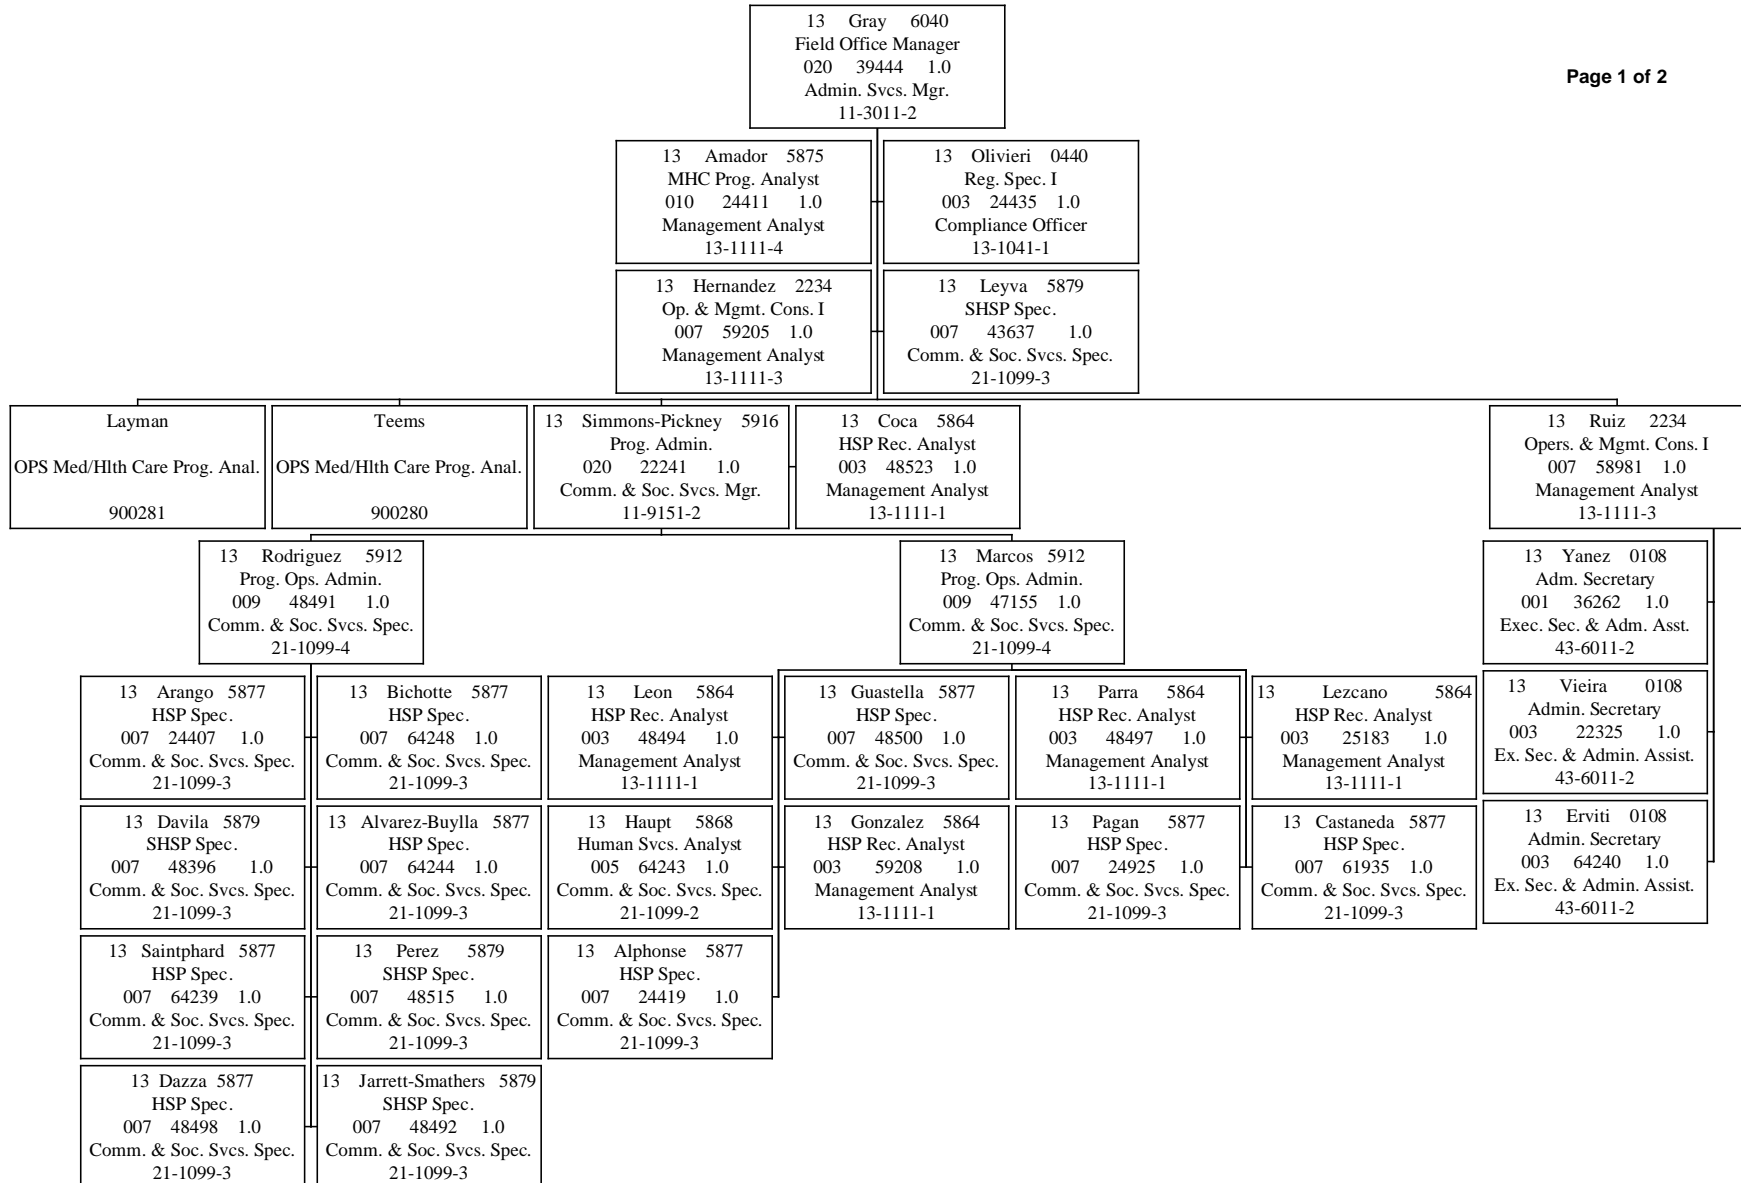 13 Gray 6040
Field Office Manager
020 39444 1.0
Admin. Svcs. Mgr.
11-3011-2
Page 1 of 2
13 Amador 5875
MHC Prog. Analyst
010 24411 1.0
Management Analyst
13-1111-4
13 Olivieri 0440
Reg. Spec. I
003 24435 1.0
Compliance Officer
13-1041-1
13 Hernandez 2234
Op. & Mgmt. Cons. I
007 59205 1.0
Management Analyst
13-1111-3
13 Leyva 5879
SHSP Spec.
007 43637 1.0
Comm. & Soc. Svcs. Spec.
21-1099-3
Layman
OPS Med/Hlth Care Prog. Anal.
900281
Teems
OPS Med/Hlth Care Prog. Anal.
900280
13 Simmons-Pickney 5916
Prog. Admin.
020 22241 1.0
Comm. & Soc. Svcs. Mgr.
11-9151-2
13 Coca 5864
HSP Rec. Analyst
003 48523 1.0
Management Analyst
13-1111-1
13 Ruiz 2234
Opers. & Mgmt. Cons. I
007 58981 1.0
Management Analyst
13-1111-3
13 Rodriguez 5912
Prog. Ops. Admin.
009 48491 1.0
Comm. & Soc. Svcs. Spec.
21-1099-4
13 Marcos 5912
Prog. Ops. Admin.
009 47155 1.0
Comm. & Soc. Svcs. Spec.
21-1099-4
13 Yanez 0108
Adm. Secretary
001 36262 1.0
Exec. Sec. & Adm. Asst.
43-6011-2
13 Arango 5877
HSP Spec.
007 24407 1.0
Comm. & Soc. Svcs. Spec.
21-1099-3
13 Bichotte 5877
HSP Spec.
007 64248 1.0
Comm. & Soc. Svcs. Spec.
21-1099-3
13 Leon 5864
HSP Rec. Analyst
003 48494 1.0
Management Analyst
13-1111-1
13 Guastella 5877
HSP Spec.
007 48500 1.0
Comm. & Soc. Svcs. Spec.
21-1099-3
13 Parra 5864
HSP Rec. Analyst
003 48497 1.0
Management Analyst
13-1111-1
13 Lezcano 5864
HSP Rec. Analyst
003 25183 1.0
Management Analyst
13-1111-1
13 Vieira 0108
Admin. Secretary
003 22325 1.0
Ex. Sec. & Admin. Assist.
43-6011-2
13 Davila 5879
SHSP Spec.
007 48396 1.0
Comm. & Soc. Svcs. Spec.
21-1099-3
13 Alvarez-Buylla 5877
HSP Spec.
007 64244 1.0
Comm. & Soc. Svcs. Spec.
21-1099-3
13 Haupt 5868
Human Svcs. Analyst
005 64243 1.0
Comm. & Soc. Svcs. Spec.
21-1099-2
13 Gonzalez 5864
HSP Rec. Analyst
003 59208 1.0
Management Analyst
13-1111-1
13 Pagan 5877
HSP Spec.
007 24925 1.0
Comm. & Soc. Svcs. Spec.
21-1099-3
13 Castaneda 5877
HSP Spec.
007 61935 1.0
Comm. & Soc. Svcs. Spec.
21-1099-3
13 Erviti 0108
Admin. Secretary
003 64240 1.0
Ex. Sec. & Admin. Assist.
43-6011-2
13 Saintphard 5877
HSP Spec.
007 64239 1.0
Comm. & Soc. Svcs. Spec.
21-1099-3
13 Perez 5879
SHSP Spec.
007 48515 1.0
Comm. & Soc. Svcs. Spec.
21-1099-3
13 Alphonse 5877
HSP Spec.
007 24419 1.0
Comm. & Soc. Svcs. Spec.
21-1099-3
13 Dazza 5877
HSP Spec.
007 48498 1.0
Comm. & Soc. Svcs. Spec.
21-1099-3
13 Jarrett-Smathers 5879
SHSP Spec.
007 48492 1.0
Comm. & Soc. Svcs. Spec.
21-1099-3